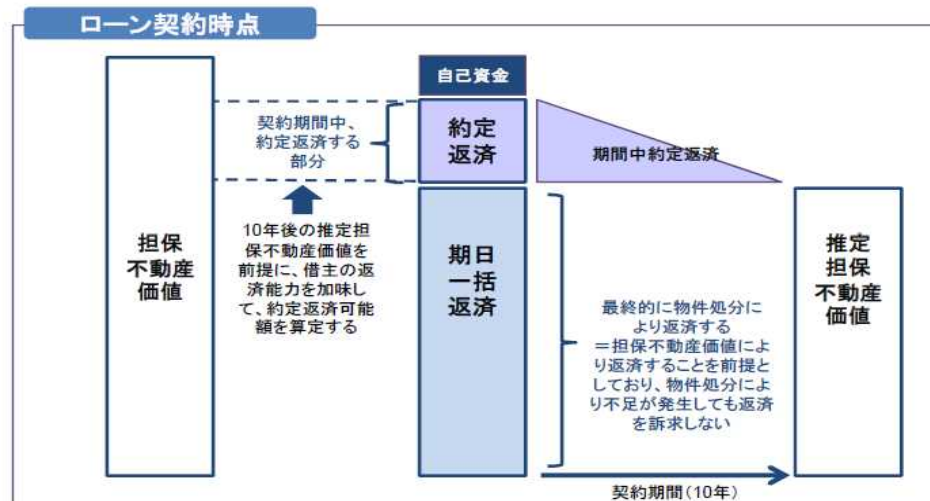 ローン契約時点
自己資金
契約期間中、
約定返済する
部分
約定
返済
期間中約定返済
担保
不動産
価値
10年後の推定担
保不動産価値を
前提に、借主の返
済能力を加味し
て、約定返済可能
額を算定する
期日
一括
返済
最終的に物件処分に
より返済する
＝担保不動産価値によ
り返済することを前提と
しており、物件処分によ
り不足が発生しても返済
を訴求しない
推定
担保
不動産
価値
契約期間（10年）